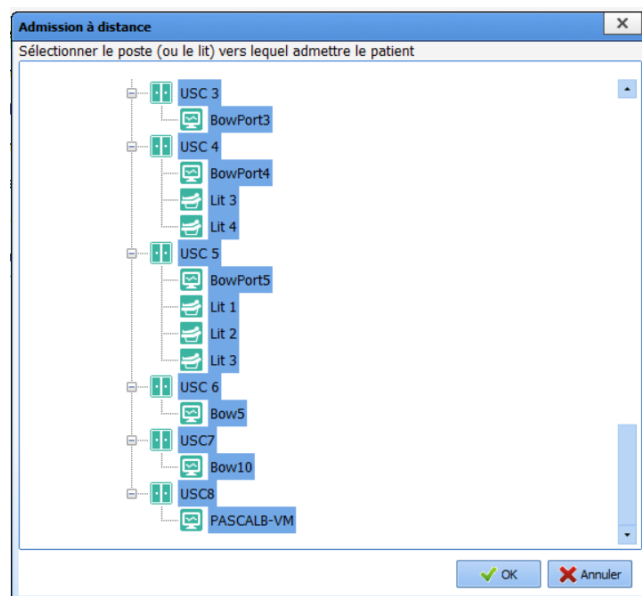 Admission à distance
Sélectionner le poste (ou le lit) vers lequel admettre le patient
USC 3
BowPort3
USC 4
BowPort4
Lit 3
Lit 4
USC 5
BowPort5
Lit 1
Lit 2
Lit 3
USC 6
Bow5
USC7
Bow10
USC8
PASCALB-VM
OK Annuler